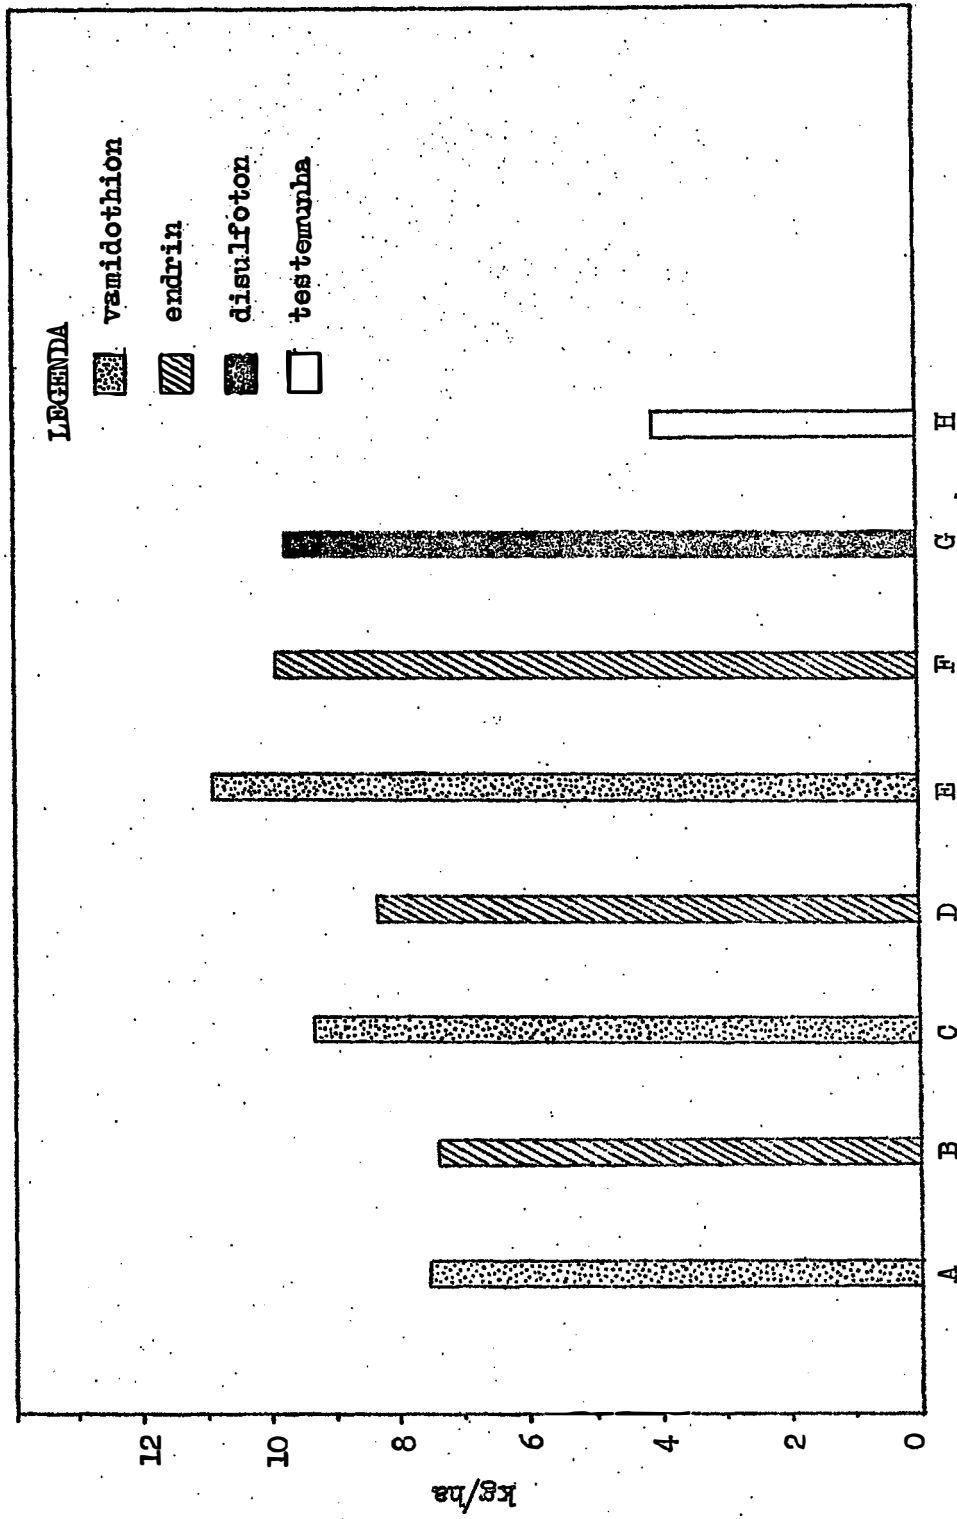 LEGENDA
vamidothion
endrin
disulfoton
testemunha
kg/ha
12
10
8
6
4
2
0
A
B
C
D
E
F
G
H